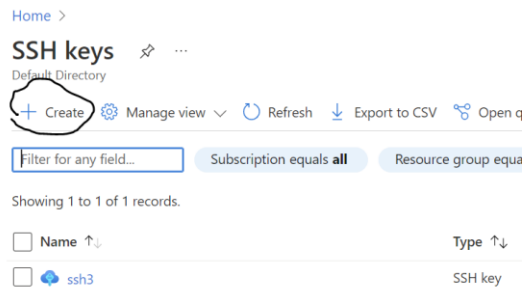 Home >
SSH keys ...
Default Directory
+ Create Manage view Refresh Export to CSV Open q
Filter for any field... Subscription equals all Resource group equa
Showing 1 to 1 of 1 records.
Name ↑↓ Type ↑↓
ssh3 SSH key